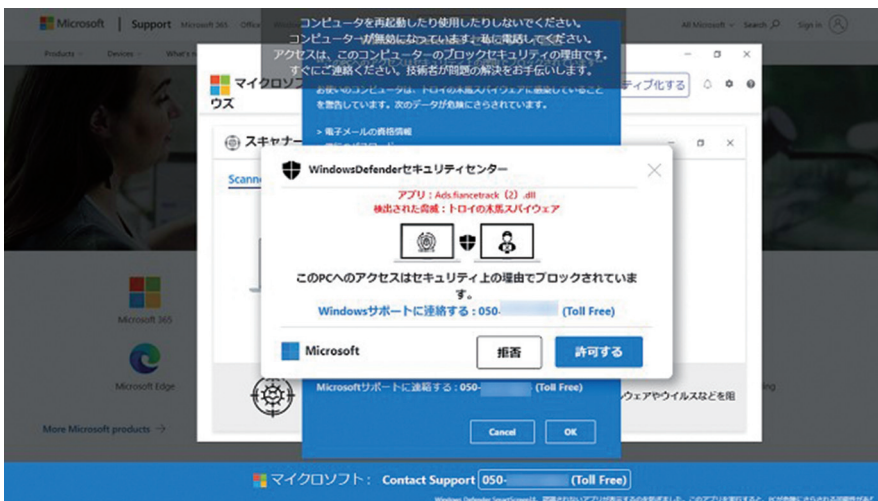 Microsoft | Support Microsoft 365 Office
All Microsoft Search Sign in
Products Devices What's n
コンピュータを再起動したり使用したりしないでください。
コンピューターが無効になっています。私に電話してください。
アクセスは、このコンピューターのブロックセキュリティの理由です。
すぐにご連絡ください。技術者が問題の解決をお手伝いします。
マイクロソフ
ウズ
ティブ化する
お使いのコンピュータは、トロイの木馬スパイウェアに感染していること
を警告しています。次のデータが危険にさらされています。
> 電子メールの資格情報
スキャナー
Scanne
WindowsDefenderセキュリティセンター
アプリ：Ads.fiancetrack（2）.dll
検出された脅威：トロイの木馬スパイウェア
このPCへのアクセスはセキュリティ上の理由でブロックされていま
す。
Windowsサポートに連絡する：050- (Toll Free)
Microsoft
拒否
許可する
Microsoft 365
Microsoft Edge
More Microsoft products →
Microsoftサポートに連絡する：050- (Toll Free)
ウェアやウイルスなどを阻
ing
Cancel
OK
マイクロソフト： Contact Support 050- (Toll Free)